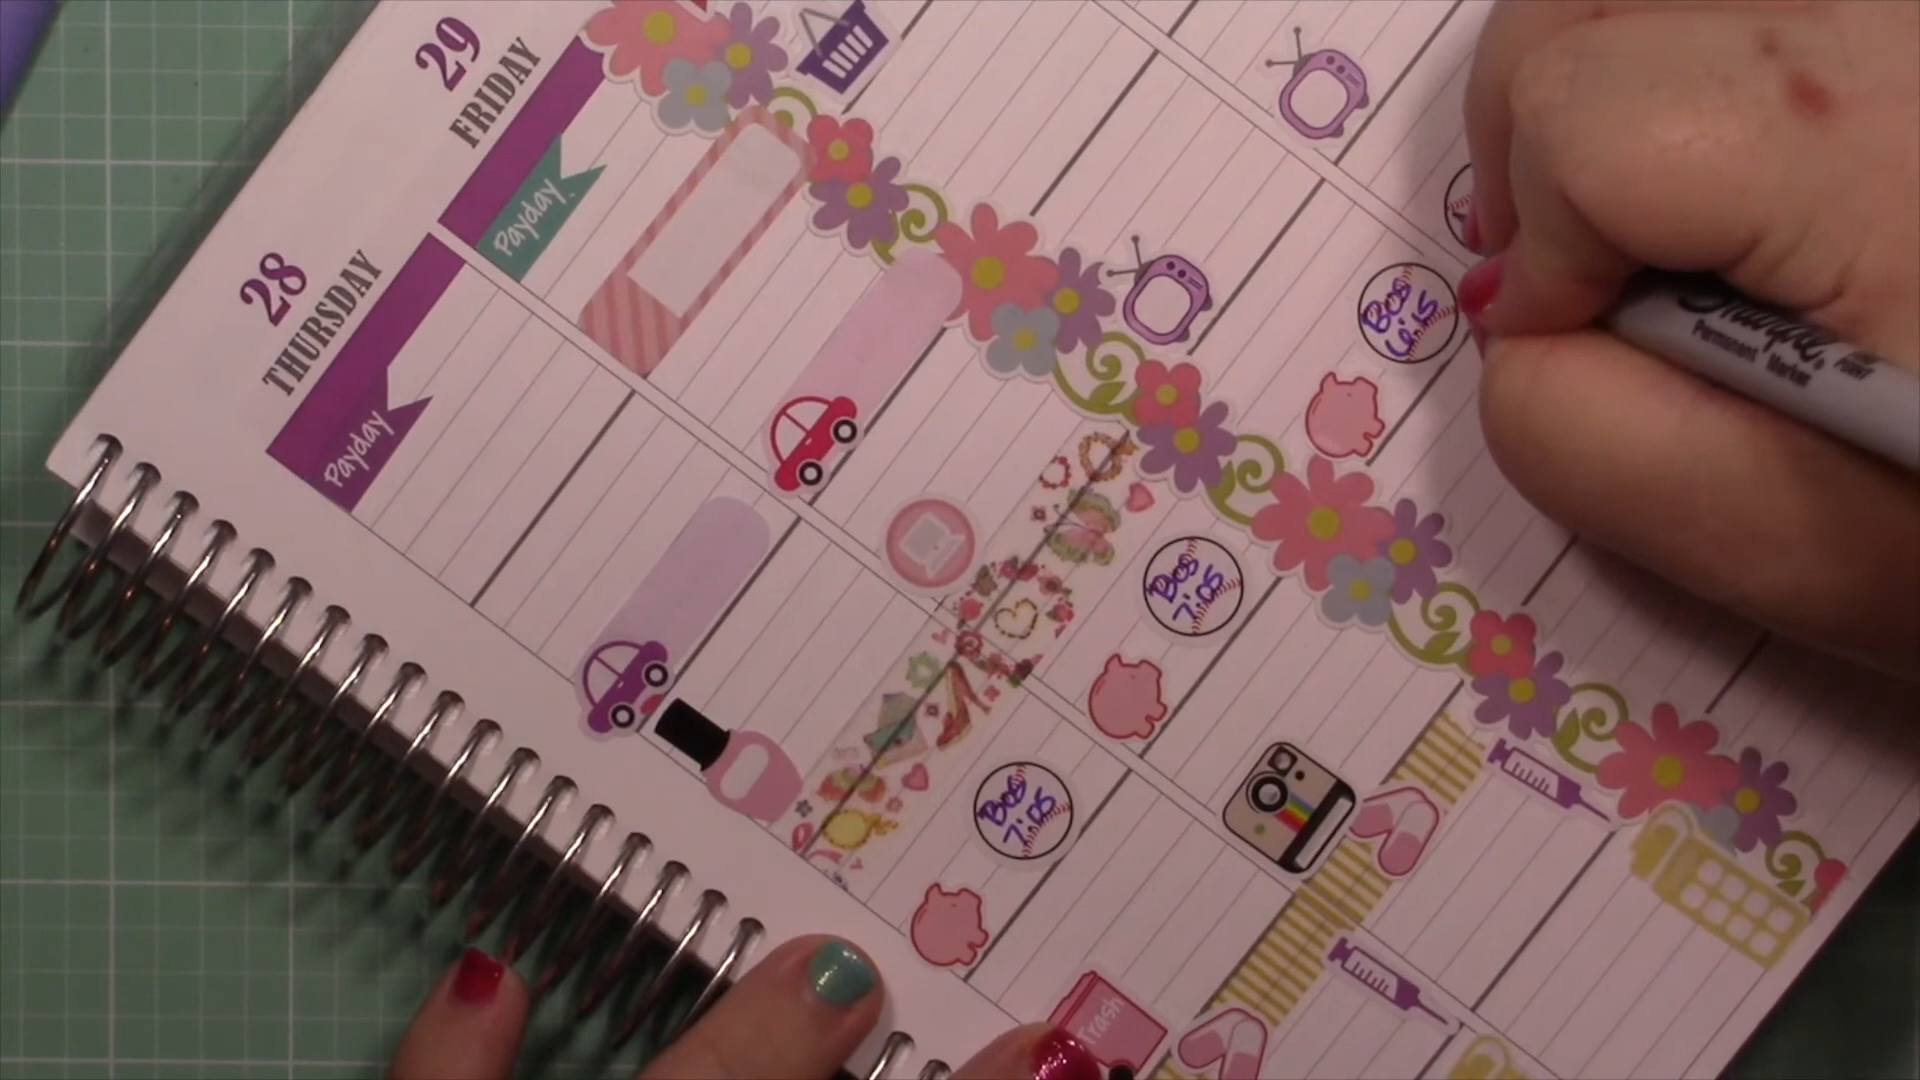 29
FRIDAY
Payday
28
THURSDAY
Payday
BOS
6:15
BOS
7:05
BOS
7:05
Trash
Sharpie
Permanent Marker